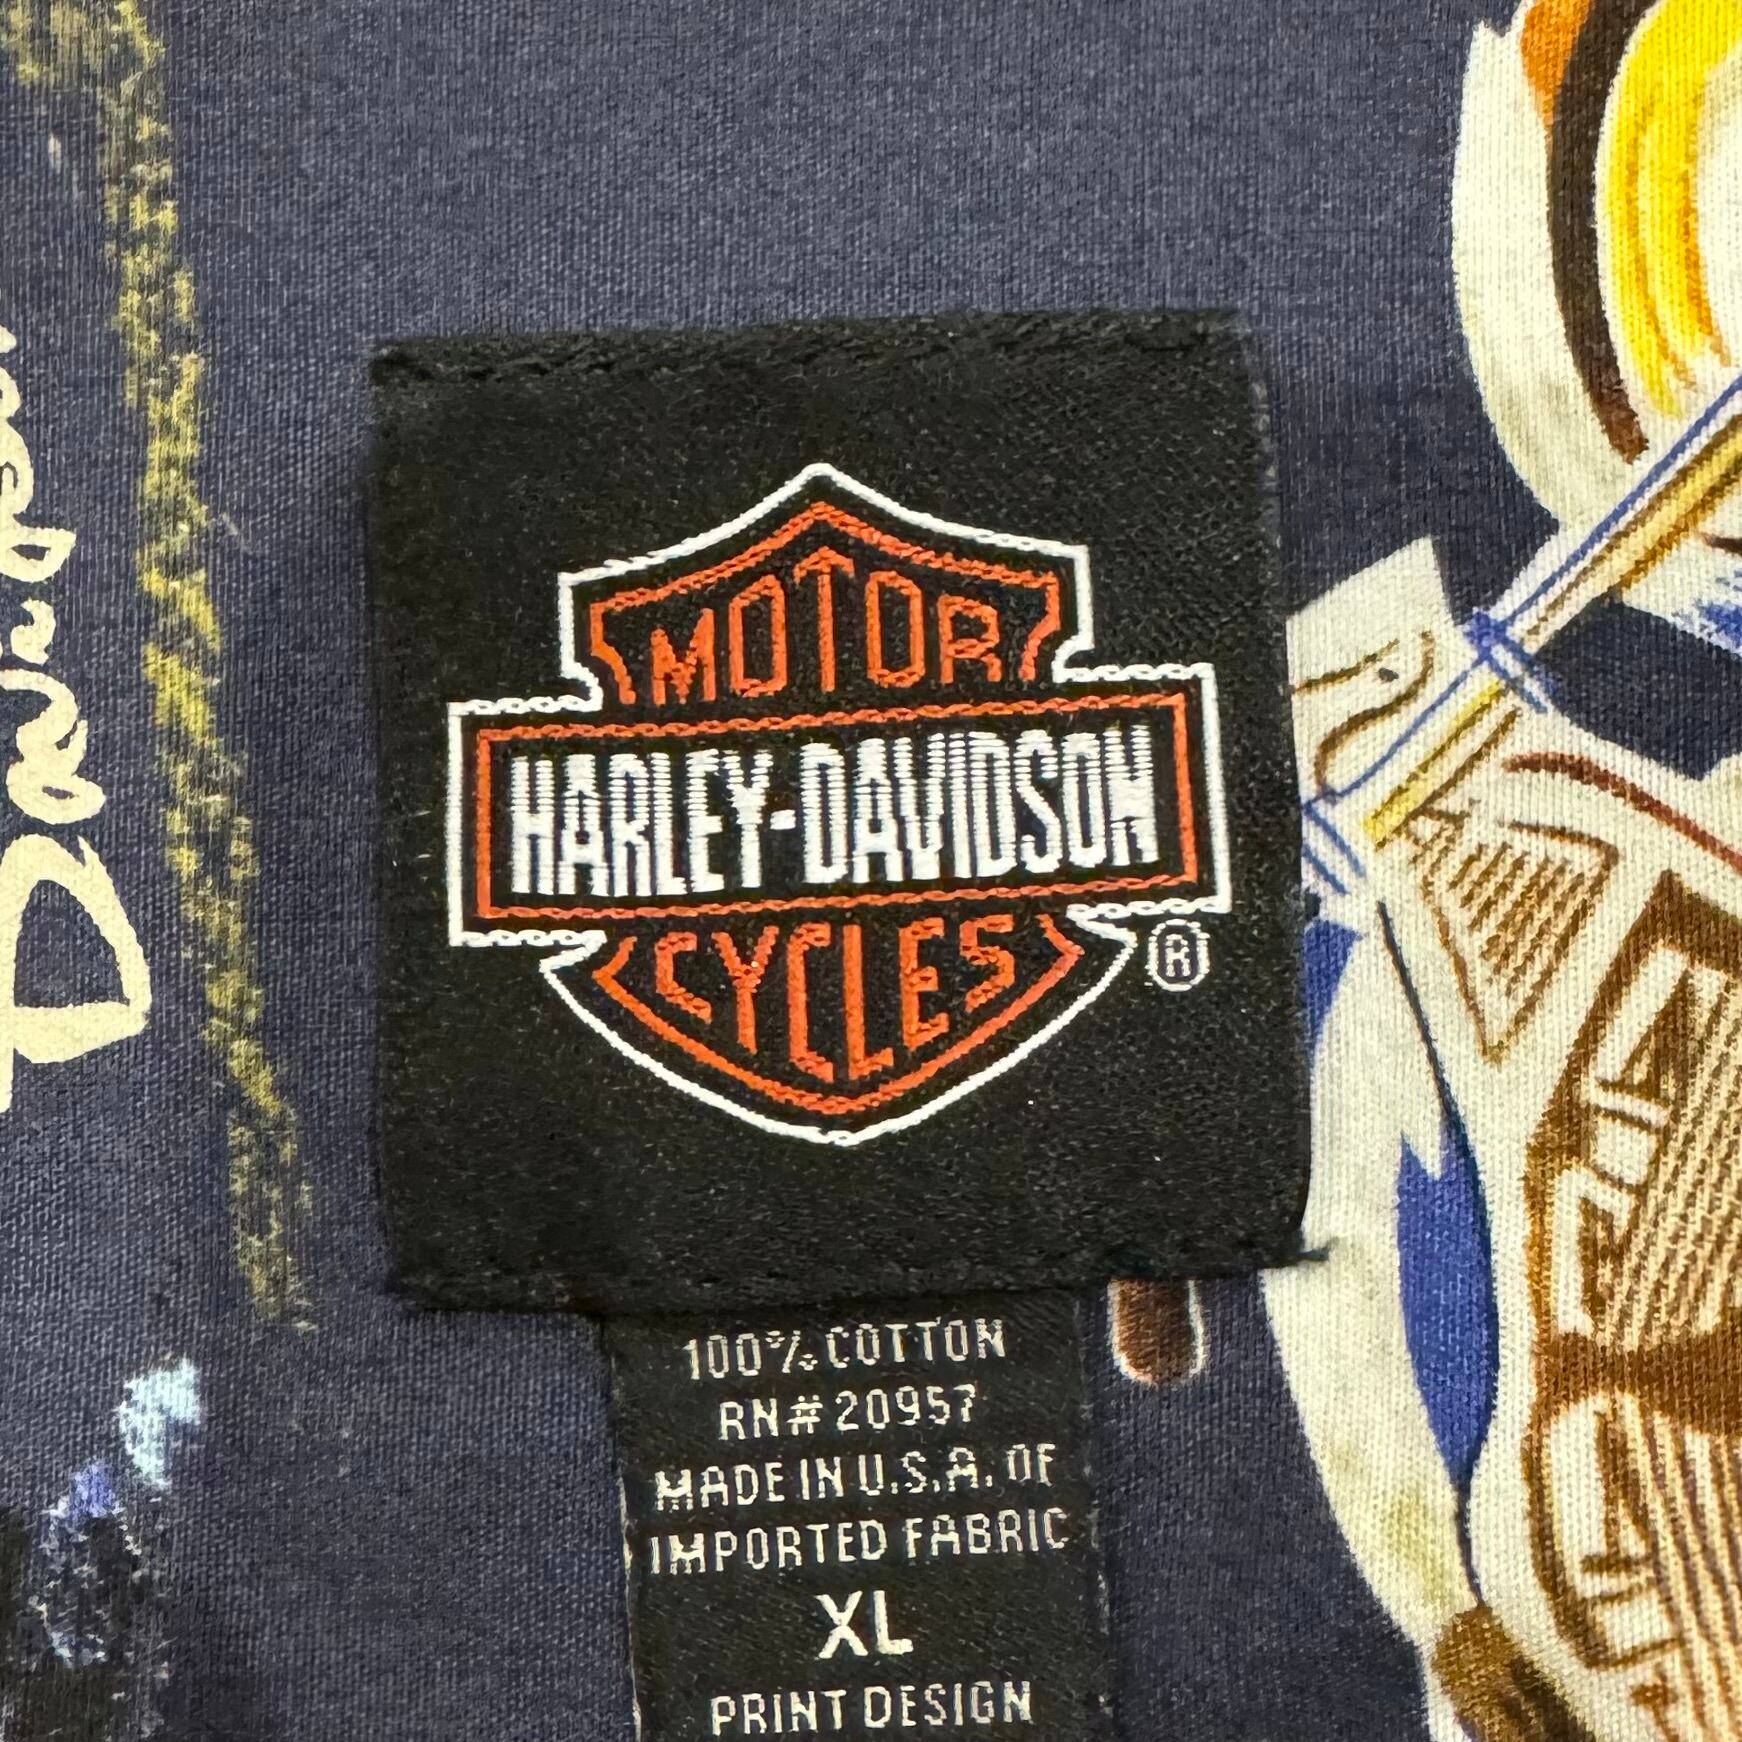 MOTOR
HARLEY-DAVIDSON
CYCLES
®
100% COTTON
RN# 20957
MADE IN U.S.A. OF
IMPORTED FABRIC
XL
PRINT DESIGN